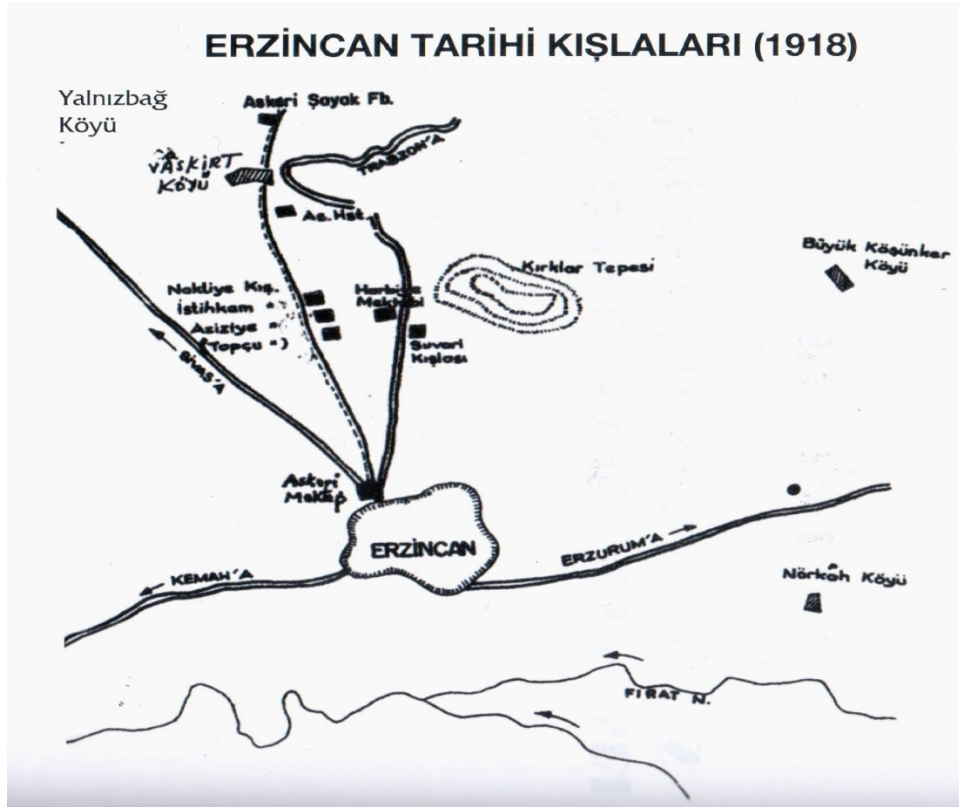 ERZİNCAN TARİHİ KIŞLALARI (1918)
Yalnızbağ
Köyü
Askeri Şayak Fb.
VASKİRT
KÖYÜ
TRABZON'A
As. Hst.
Kırklar Tepesi
Büyük Köşünker
Köyü
Nakliye Kış.
İstihkam "
Aziziye "
(Topçu ")
Harbiye
Mektebi
Süvari
Kışlası
SİVAS'A
Askeri
Mektep
ERZİNCAN
ERZURUM'A
KEMAH'A
Nörkâh Köyü
FIRAT N.